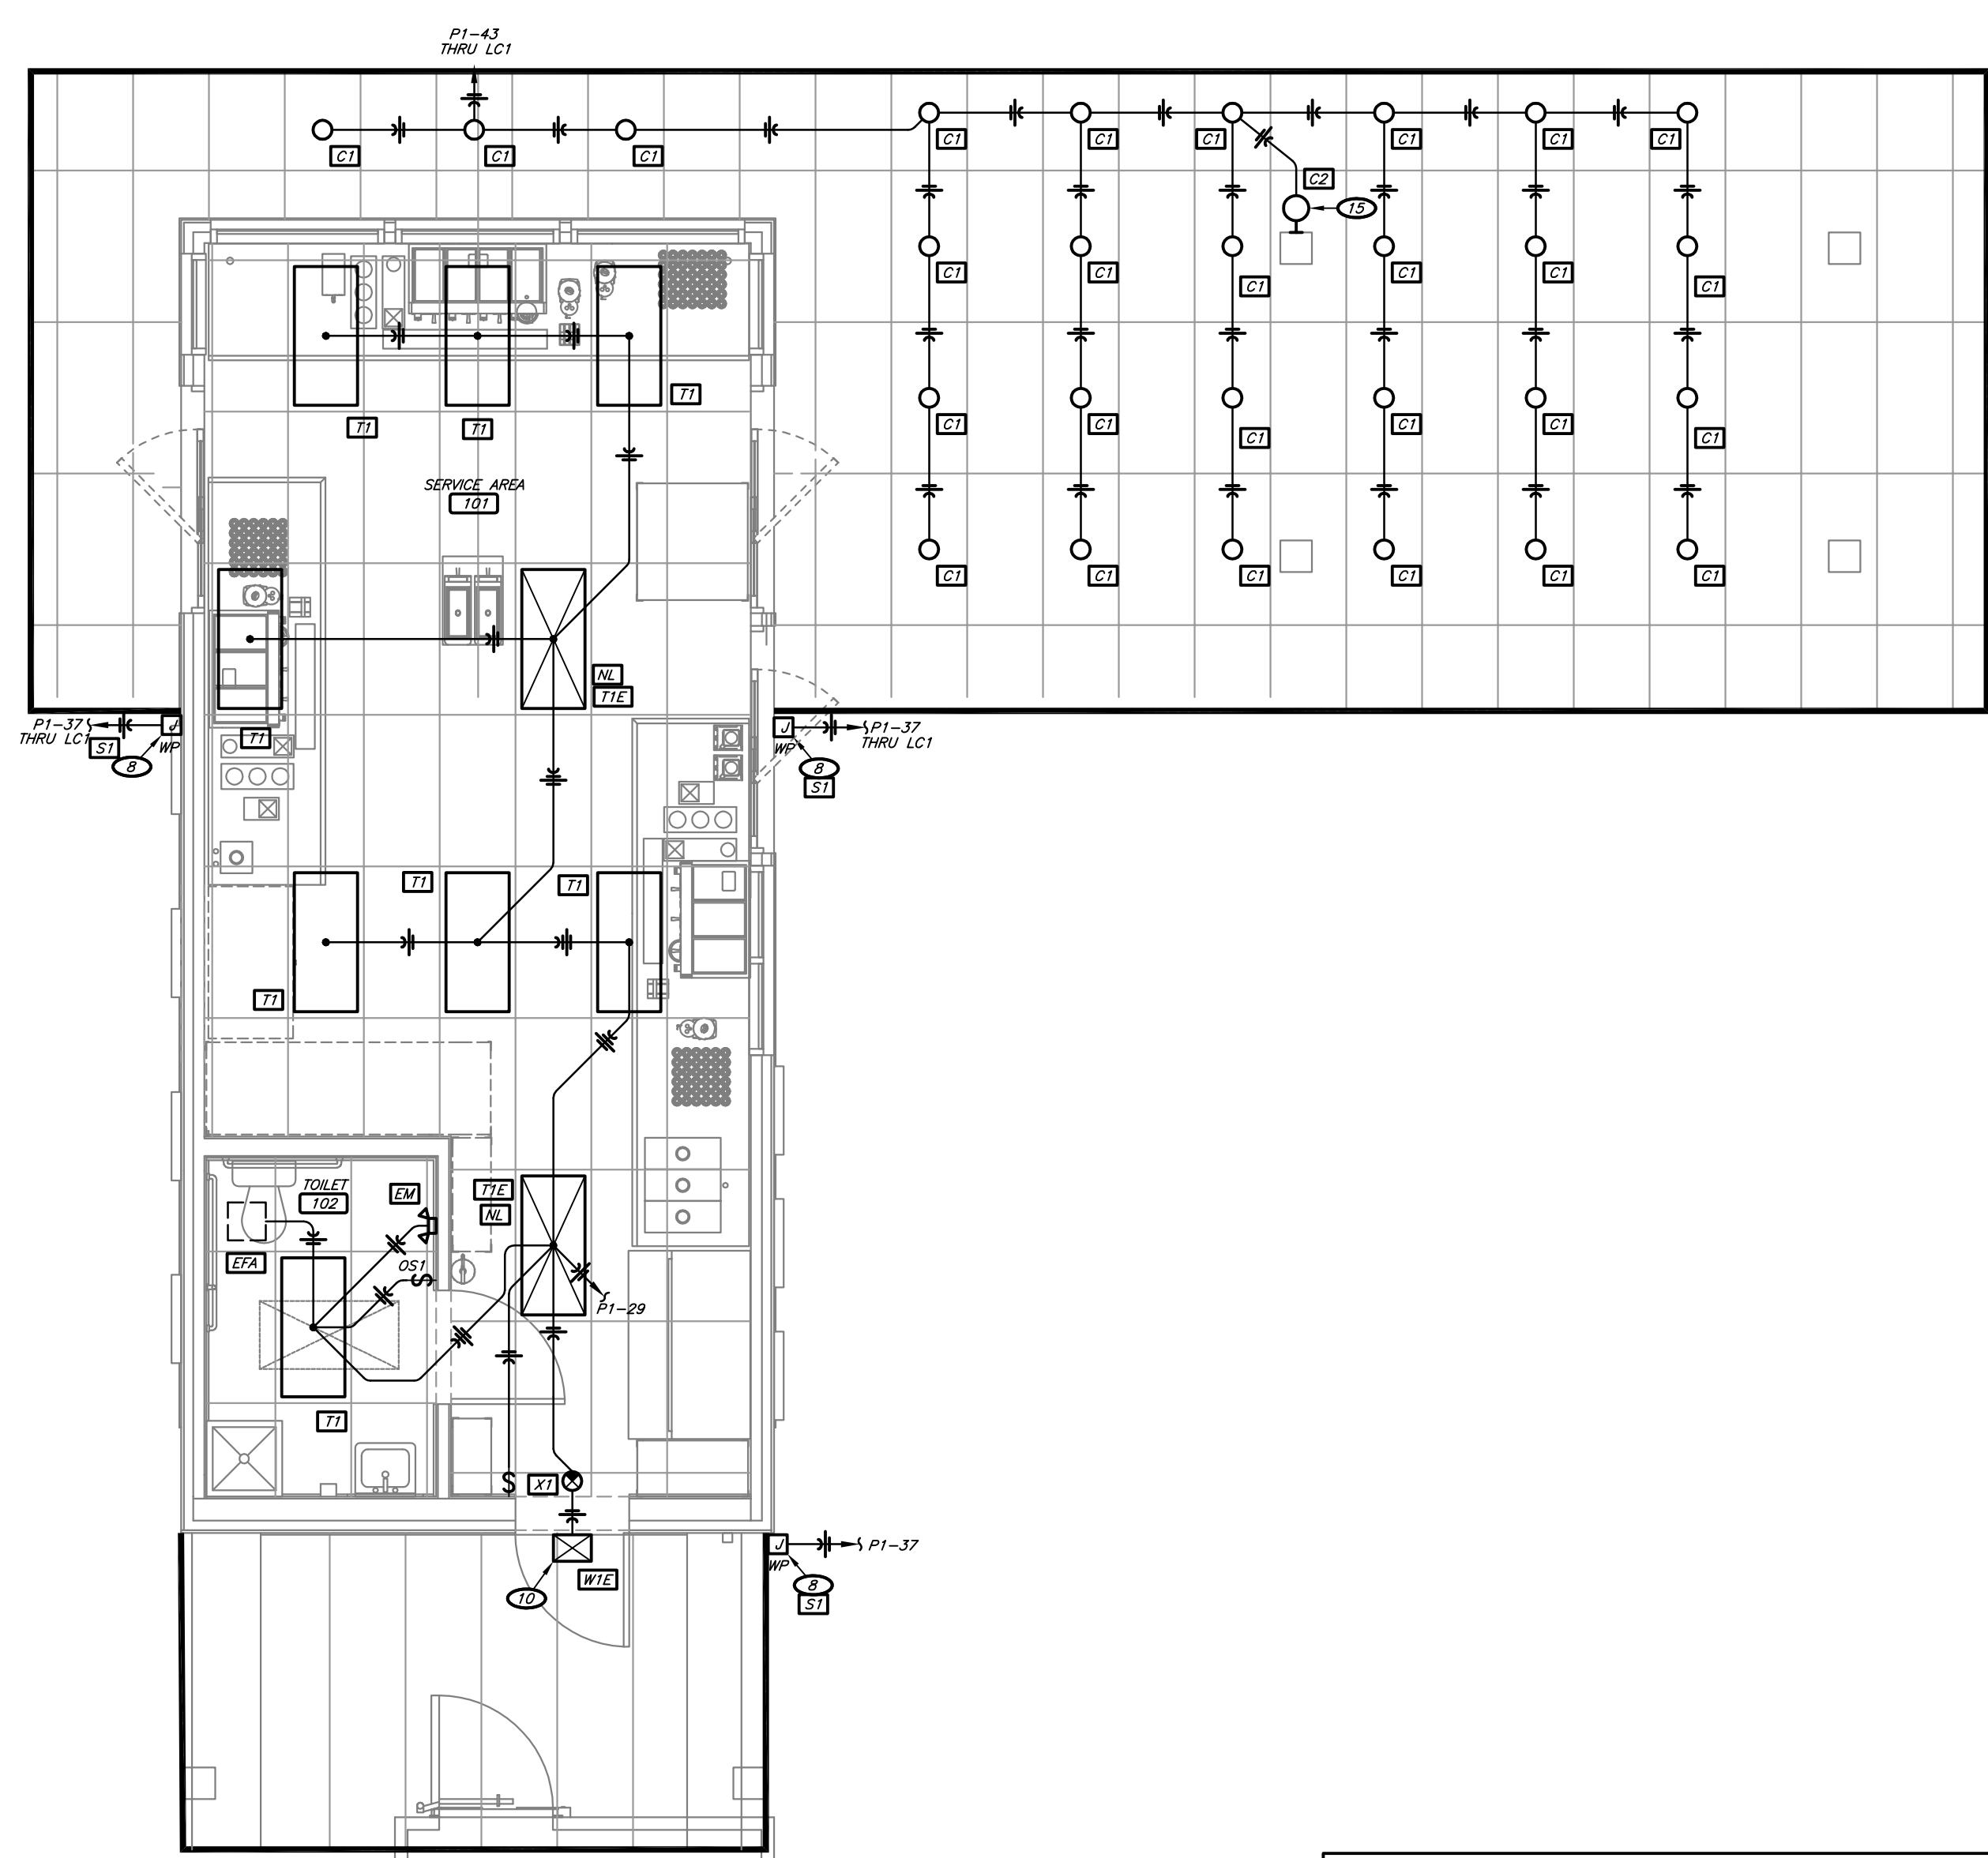 P1-43
THRU LC1
C1 C1 C1
C1 C1 C1 C1 C1 C1
C2
15
C1 C1 C1 C1 C1 C1
T1 T1 T1
C1 C1 C1 C1 C1 C1
SERVICE AREA
101
C1 C1 C1 C1 C1 C1
NL
T1E
P1-37
THRU LC1
S1
8
J
WP
T1
J
WP
P1-37
THRU LC1
8
S1
T1 T1
T1
TOILET
102
EM
T1E
NL
EFA
OS1
S
P1-29
T1
S
X1
W1E
10
J
WP
P1-37
8
S1